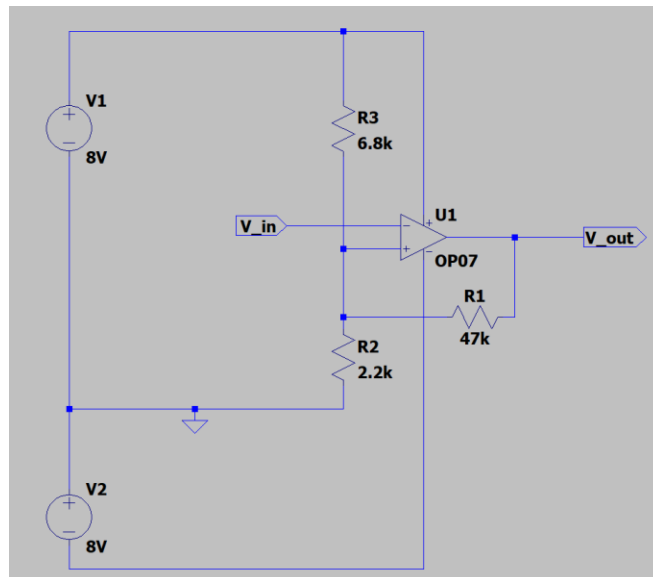 V1
+
−
8V
R3
6.8k
V_in
U1
+
−
+
−
OP07
V_out
R1
47k
R2
2.2k
V2
+
−
8V